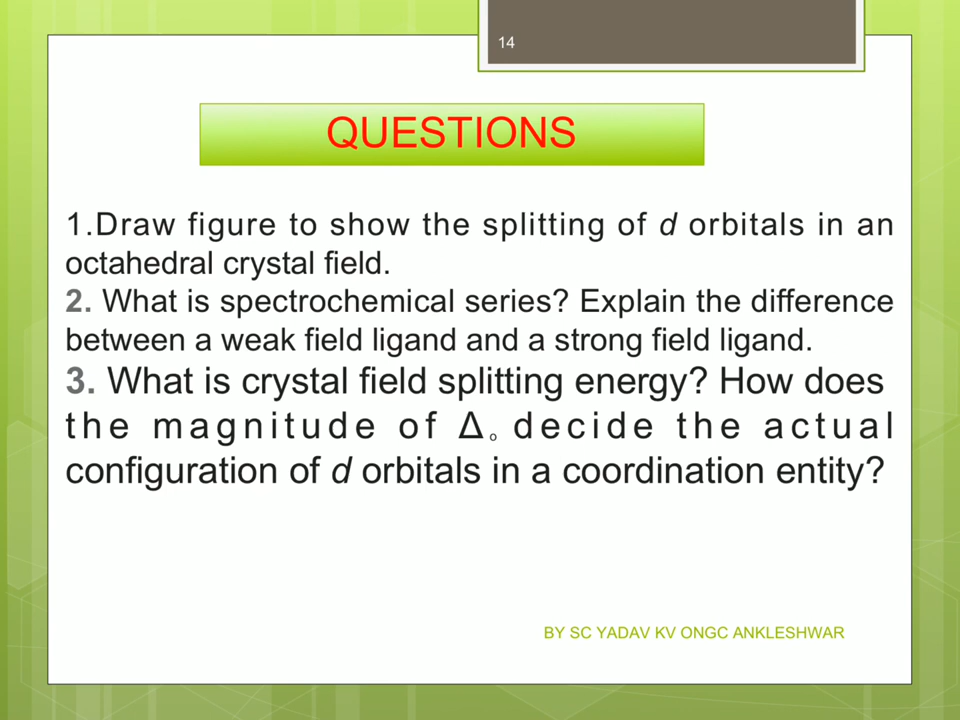 14
QUESTIONS
1.Draw figure to show the splitting of d orbitals in an
octahedral crystal field.
2. What is spectrochemical series? Explain the difference
between a weak field ligand and a strong field ligand.
3. What is crystal field splitting energy? How does
the magnitude of Δo decide the actual
configuration of d orbitals in a coordination entity?
BY SC YADAV KV ONGC ANKLESHWAR